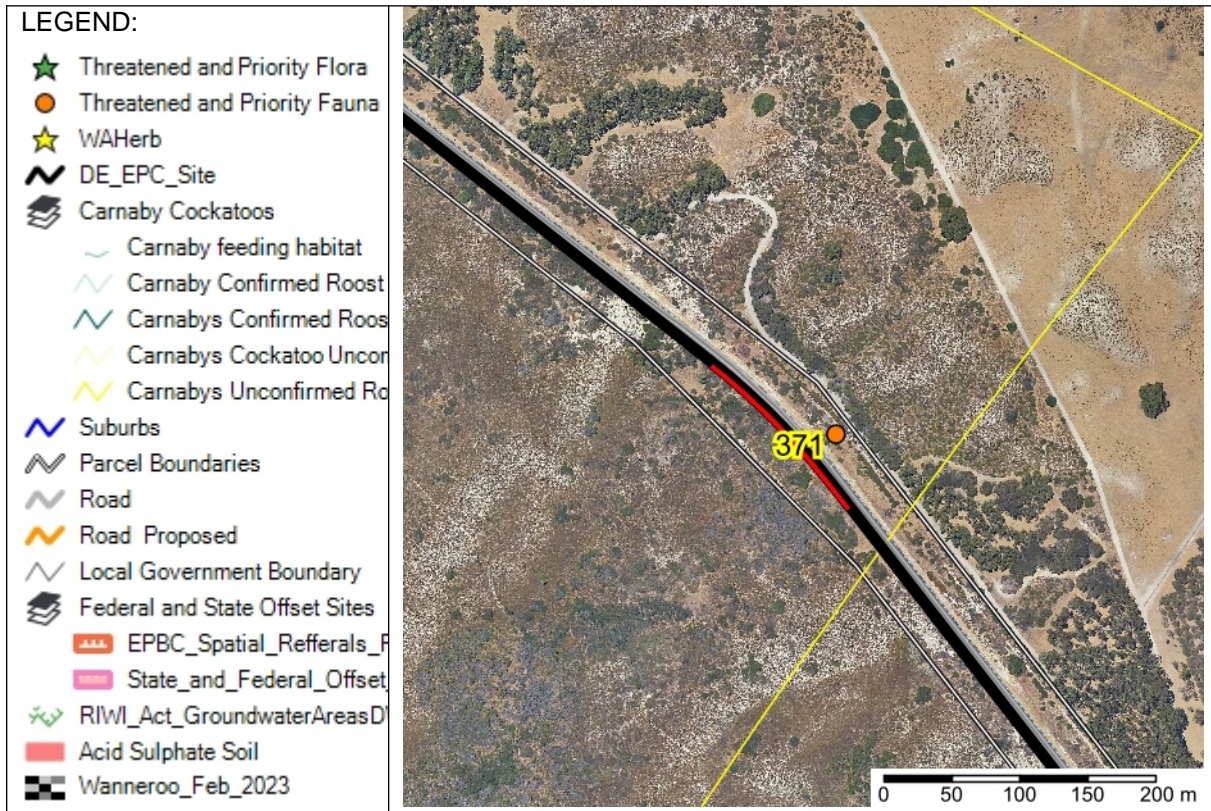 LEGEND:
Threatened and Priority Flora
Threatened and Priority Fauna
WAHerb
DE_EPC_Site
Carnaby Cockatoos
Carnaby feeding habitat
Carnaby Confirmed Roost
Carnabys Confirmed Roos
Carnabys Cockatoo Uncon
Carnabys Unconfirmed Ro
Suburbs
Parcel Boundaries
Road
Road Proposed
Local Government Boundary
Federal and State Offset Sites
EPBC_Spatial_Refferals_F
State_and_Federal_Offset_
RIWI_Act_GroundwaterAreasD
Acid Sulphate Soil
Wanneroo_Feb_2023
371
0 50 100 150 200 m